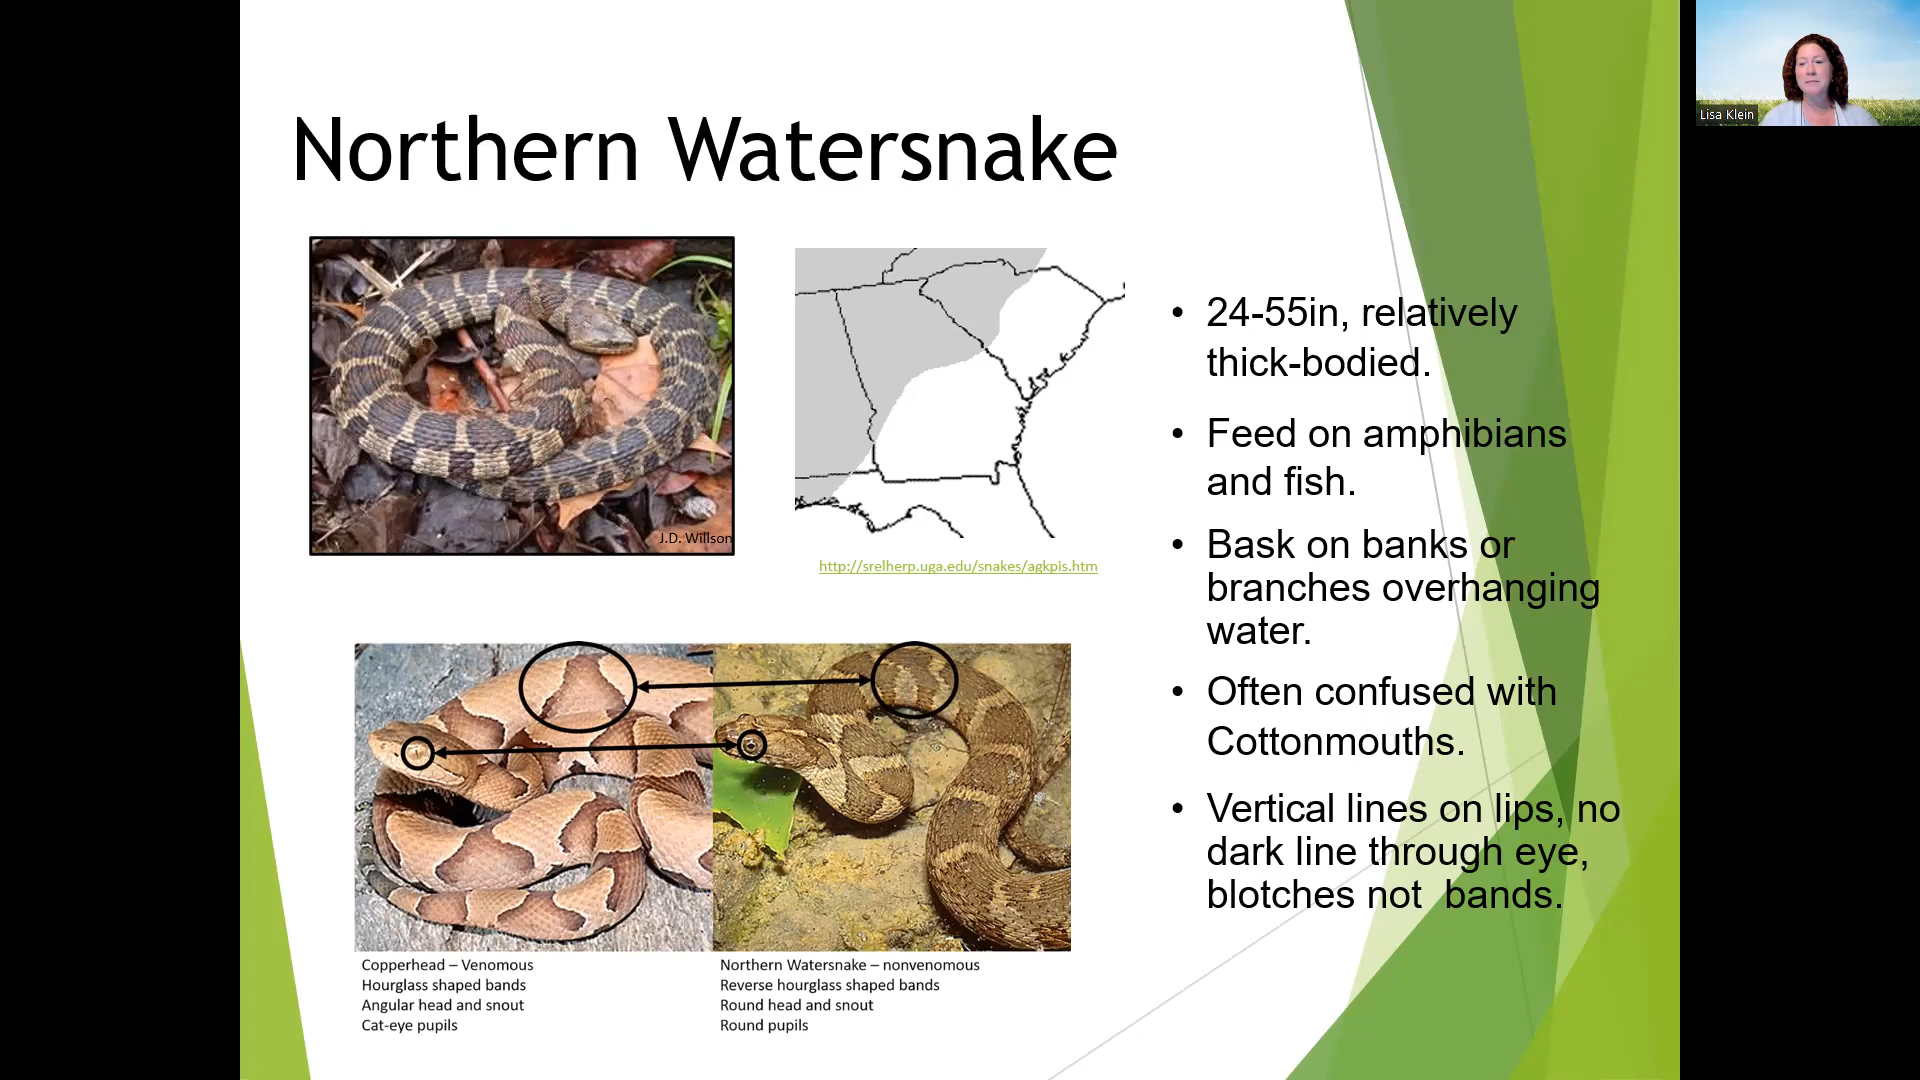 Northern Watersnake
J.D. Willson
http://srelherp.uga.edu/snakes/agkpis.htm
• 24-55in, relatively
thick-bodied.
• Feed on amphibians
and fish.
• Bask on banks or
branches overhanging
water.
• Often confused with
Cottonmouths.
• Vertical lines on lips, no
dark line through eye,
blotches not  bands.
Copperhead – Venomous
Hourglass shaped bands
Angular head and snout
Cat-eye pupils
Northern Watersnake – nonvenomous
Reverse hourglass shaped bands
Round head and snout
Round pupils
Lisa Klein